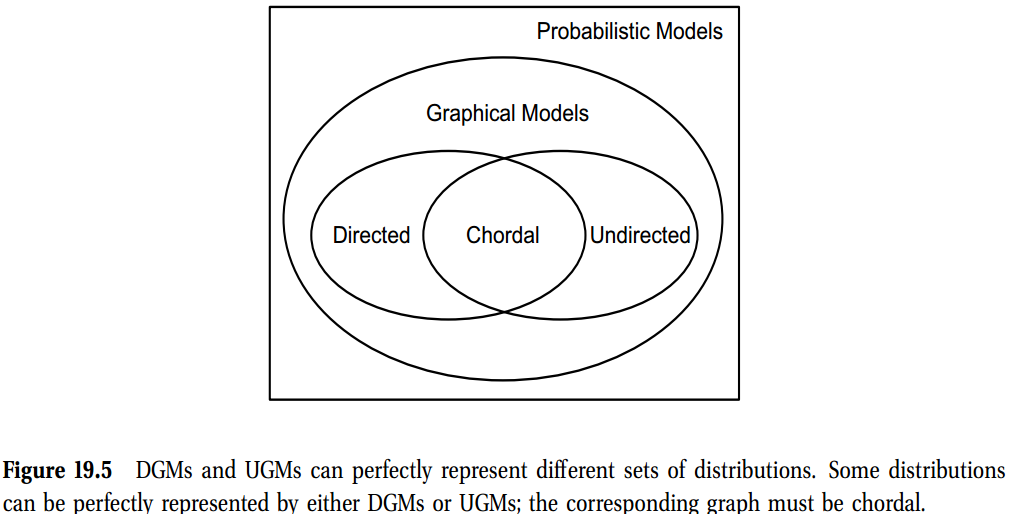 Probabilistic Models
Graphical Models
Directed
Chordal
Undirected
Figure 19.5 DGMs and UGMs can perfectly represent different sets of distributions. Some distributions
can be perfectly represented by either DGMs or UGMs; the corresponding graph must be chordal.